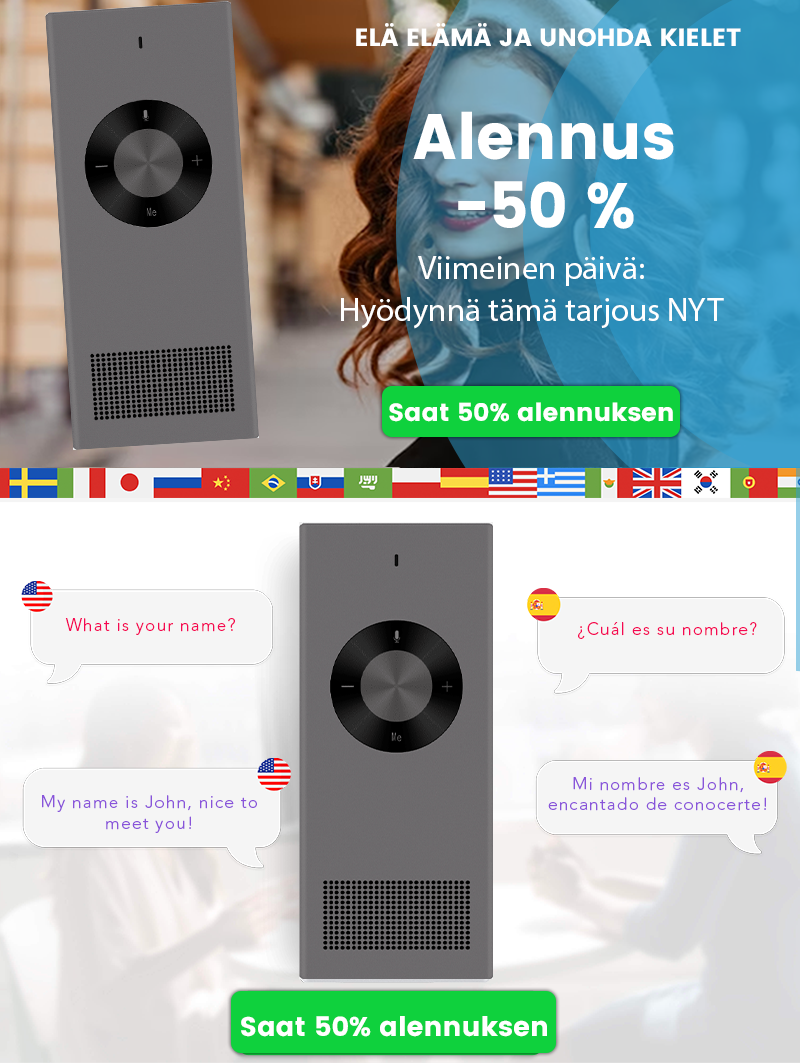 ELÄ ELÄMÄ JA UNOHDA KIELET
Alennus
-50 %
Viimeinen päivä:
Hyödynnä tämä tarjous NYT
Me
Saat 50% alennuksen
What is your name?
¿Cuál es su nombre?
Me
My name is John, nice to
meet you!
Mi nombre es John,
encantado de conocerte!
Saat 50% alennuksen